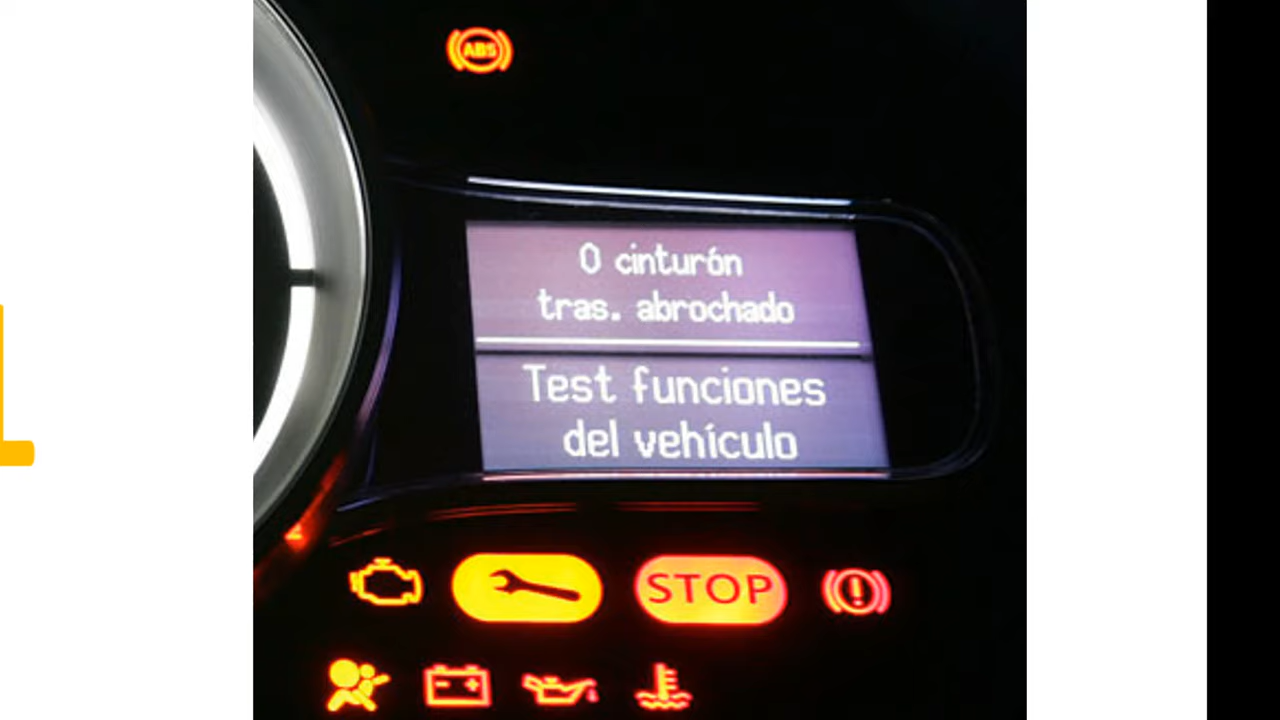 ABS
0 cinturón
tras. abrochado
Test funciones
del vehículo
STOP